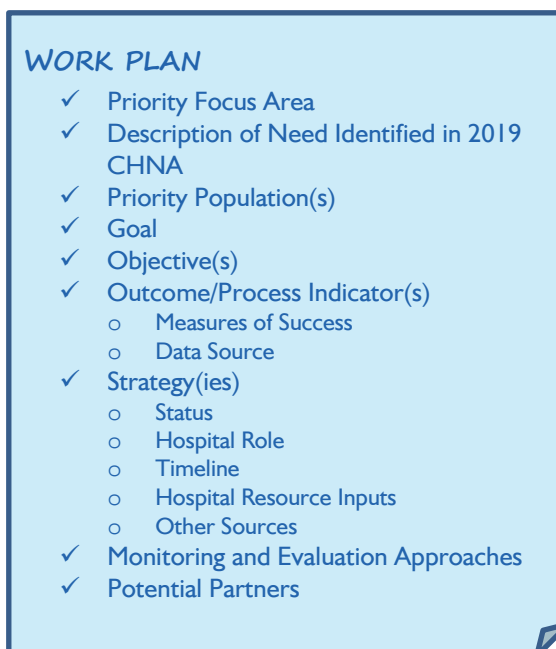 WORK PLAN
✓ Priority Focus Area
✓ Description of Need Identified in 2019
CHNA
✓ Priority Population(s)
✓ Goal
✓ Objective(s)
✓ Outcome/Process Indicator(s)
o Measures of Success
o Data Source
✓ Strategy(ies)
o Status
o Hospital Role
o Timeline
o Hospital Resource Inputs
o Other Sources
✓ Monitoring and Evaluation Approaches
✓ Potential Partners